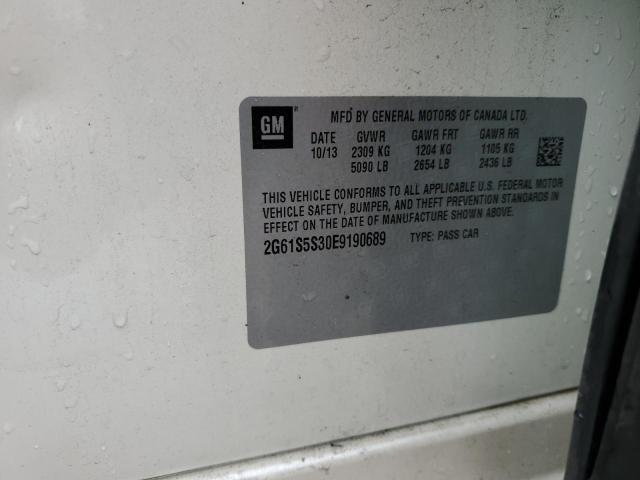 GM
MFD BY GENERAL MOTORS OF CANADA LTD.
DATE GVWR GAWR FRT GAWR RR
10/13 2309 KG 1204 KG 1105 KG
5090 LB 2654 LB 2436 LB
THIS VEHICLE CONFORMS TO ALL APPLICABLE U.S. FEDERAL MOTOR
VEHICLE SAFETY, BUMPER, AND THEFT PREVENTION STANDARDS IN
EFFECT ON THE DATE OF MANUFACTURE SHOWN ABOVE.
2G61S5S30E9190689 TYPE: PASS CAR